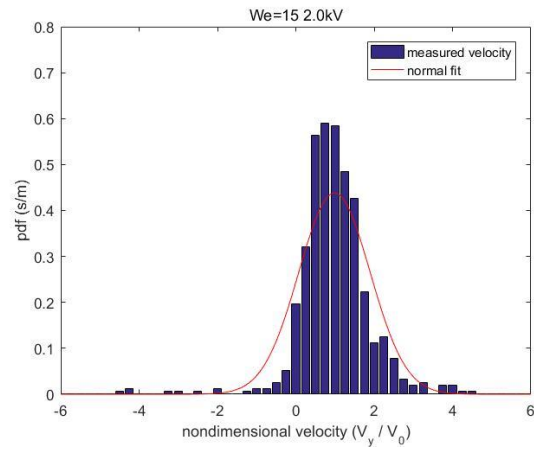 We=15 2.0kV
measured velocity
normal fit
pdf (s/m)
0.8
0.7
0.6
0.5
0.4
0.3
0.2
0.1
0
-6 -4 -2 0 2 4 6
nondimensional velocity (V_y / V_0)